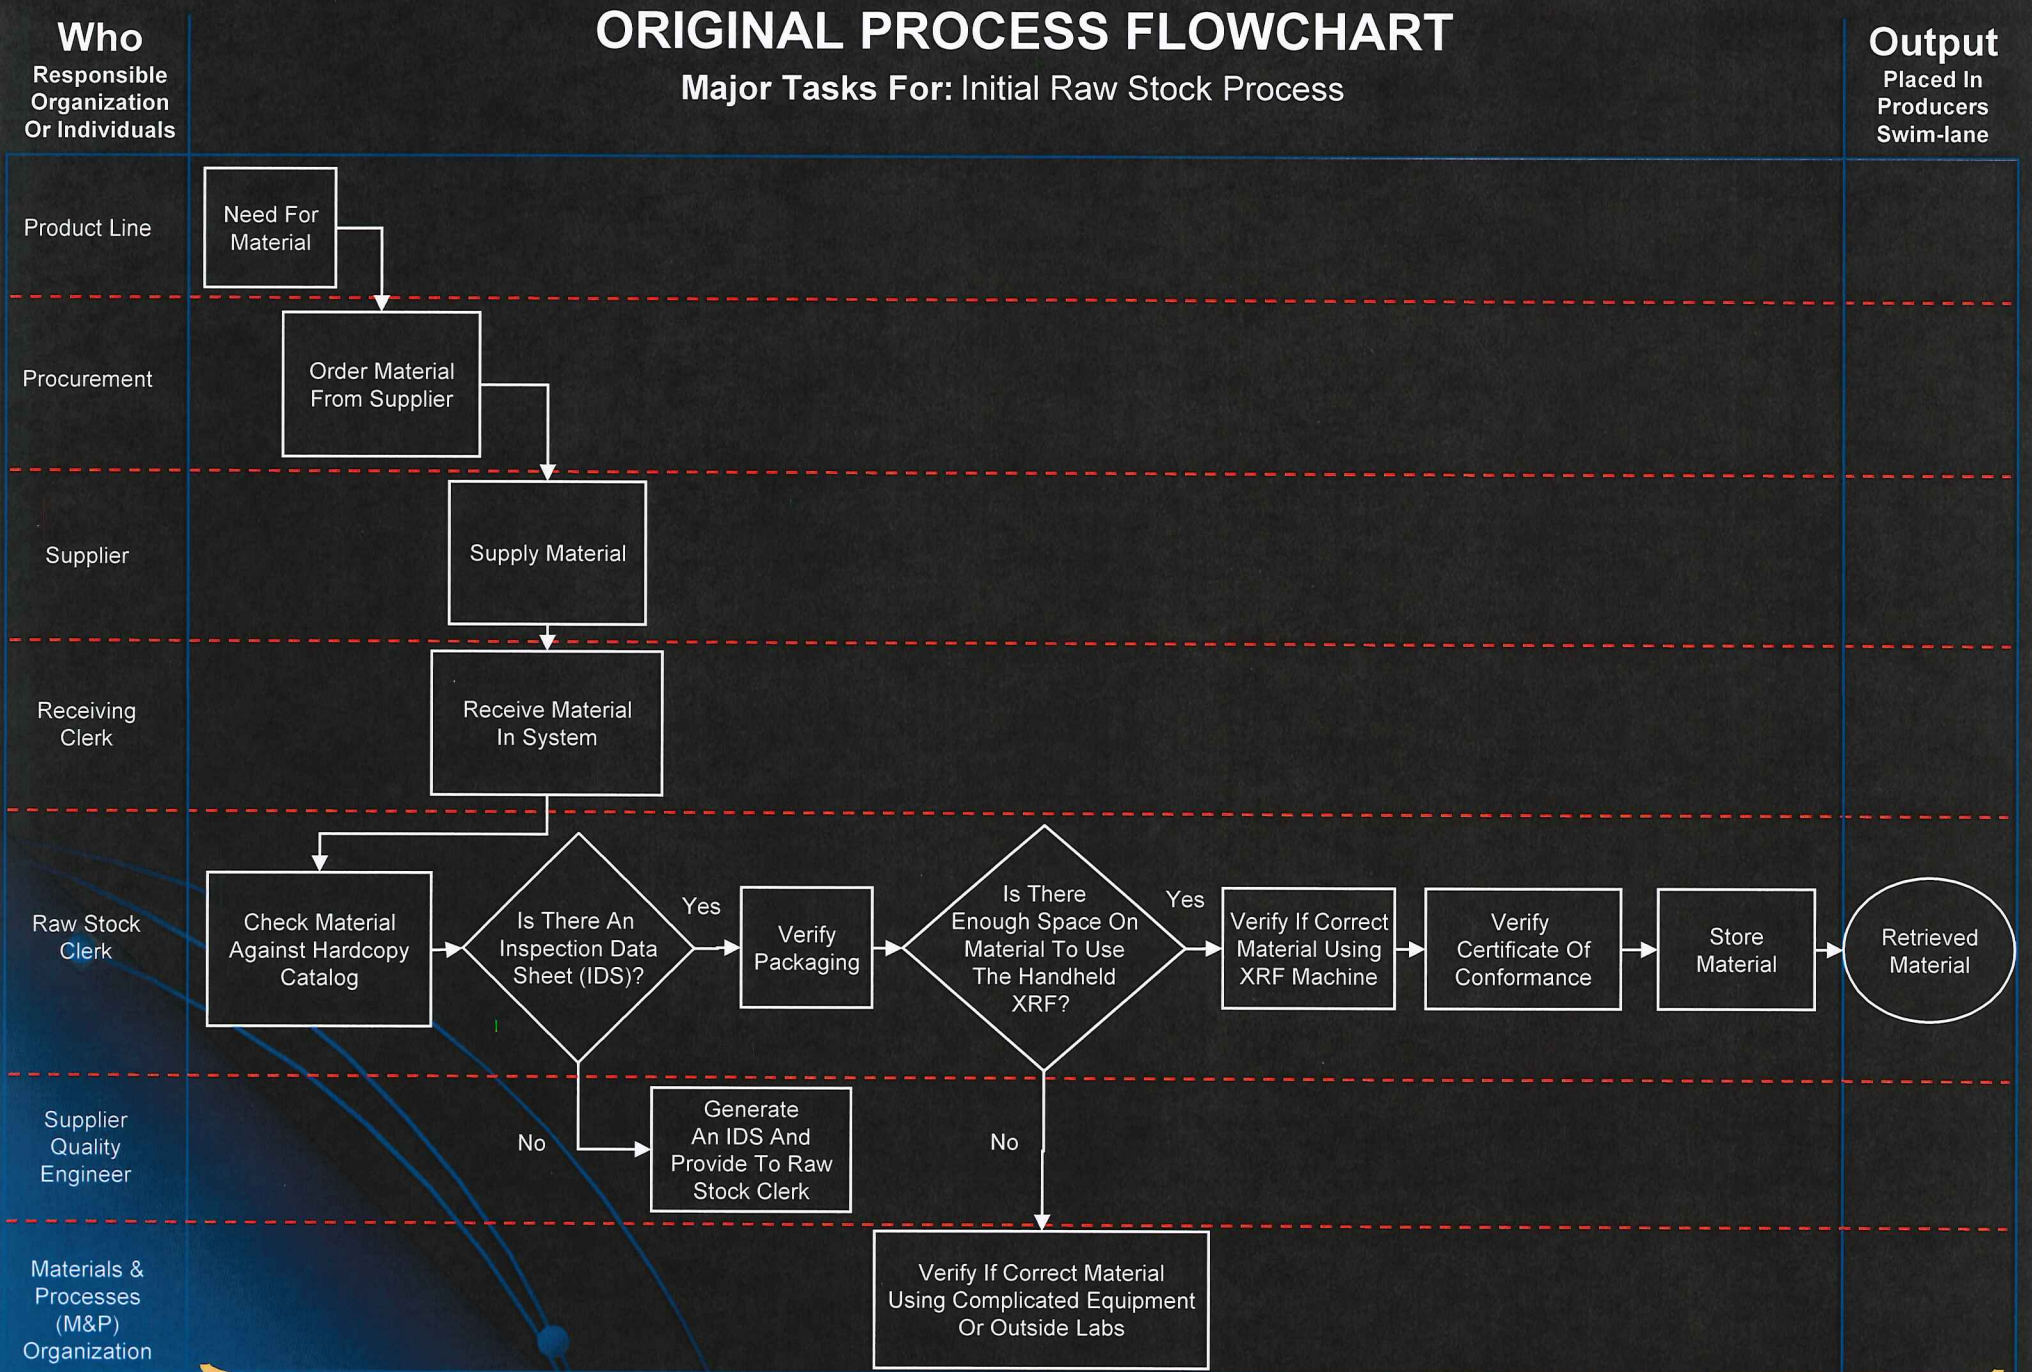 ORIGINAL PROCESS FLOWCHART
Major Tasks For: Initial Raw Stock Process
Who
Responsible
Organization
Or Individuals
Output
Placed In
Producers
Swim-lane
Product Line
Need For
Material
Procurement
Order Material
From Supplier
Supplier
Supply Material
Receiving
Clerk
Receive Material
In System
Raw Stock
Clerk
Check Material
Against Hardcopy
Catalog
Is There An
Inspection Data
Sheet (IDS)?
Yes
Verify
Packaging
Is There
Enough Space On
Material To Use
The Handheld
XRF?
Yes
Verify If Correct
Material Using
XRF Machine
Verify
Certificate Of
Conformance
Store
Material
Retrieved
Material
Supplier
Quality
Engineer
No
Generate
An IDS And
Provide To Raw
Stock Clerk
No
Materials &
Processes
(M&P)
Organization
Verify If Correct Material
Using Complicated Equipment
Or Outside Labs